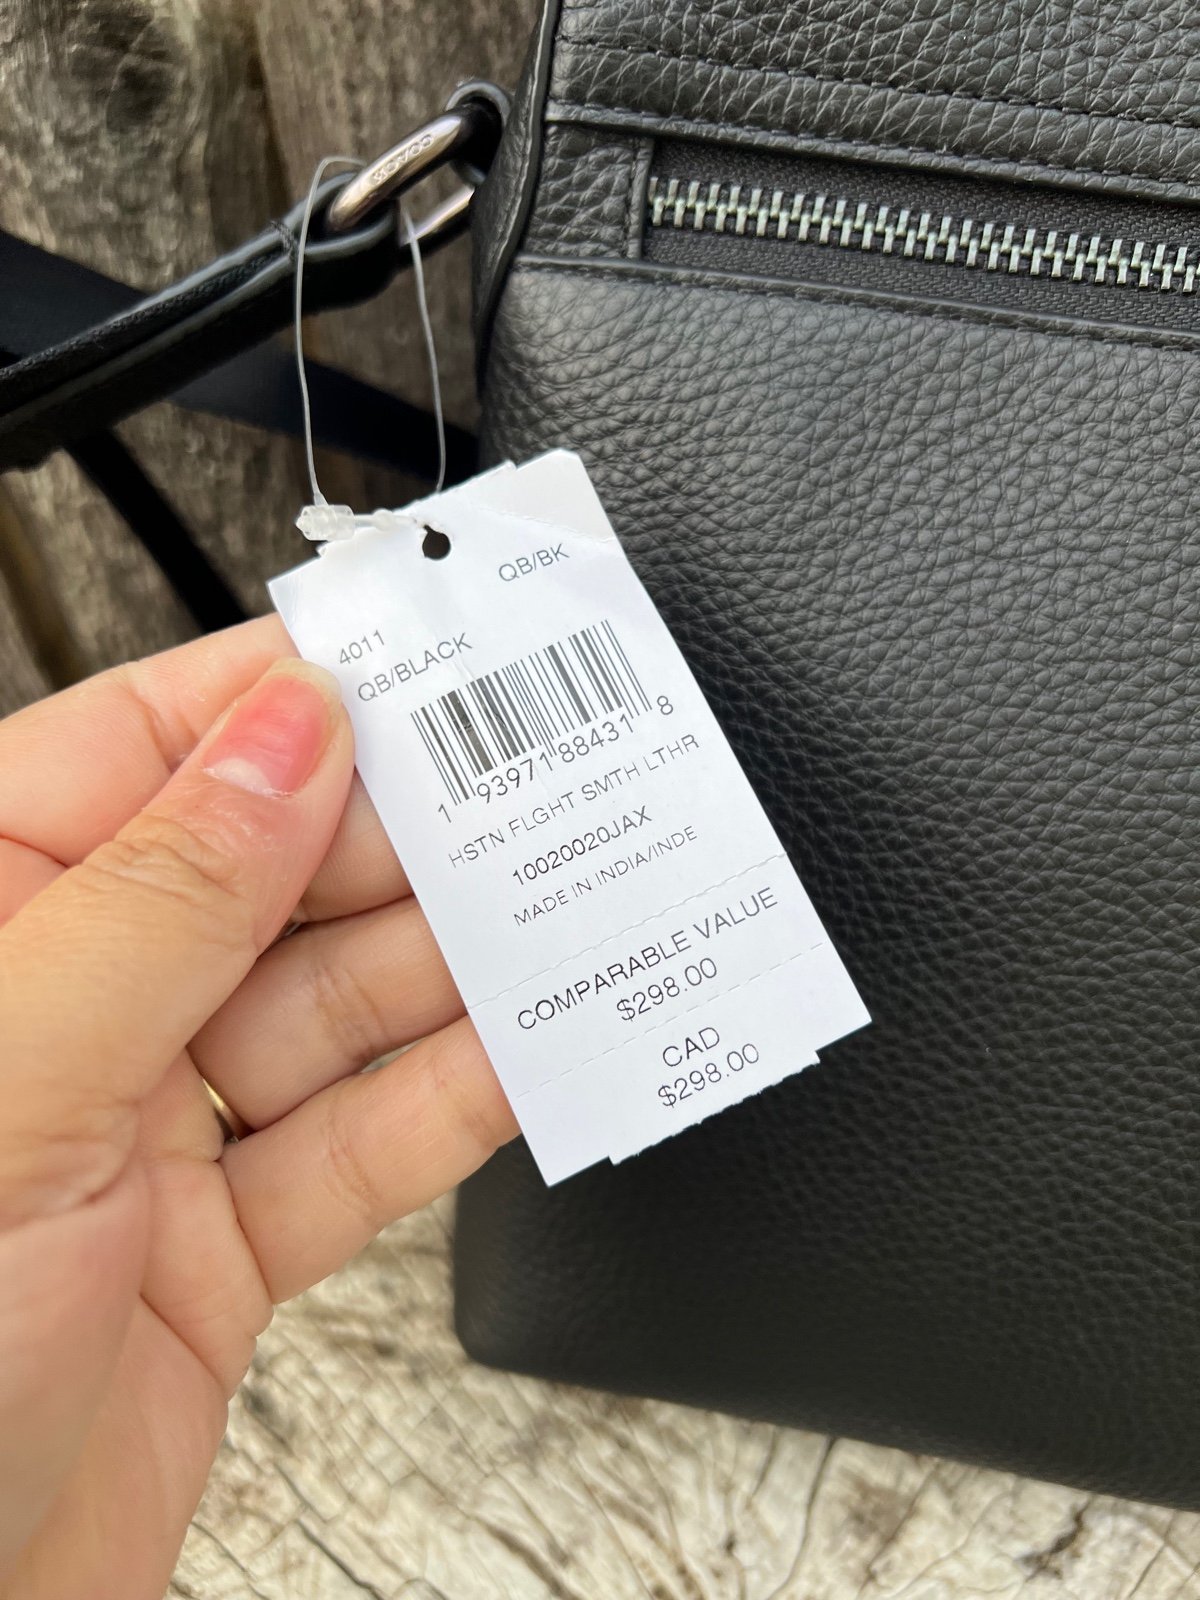 COACH
QB/BK
4011
QB/BLACK
1 93971 88431 8
HSTN FLGHT SMTH LTHR
10020020JAX
MADE IN INDIA/INDE
COMPARABLE VALUE
$298.00
CAD
$298.00